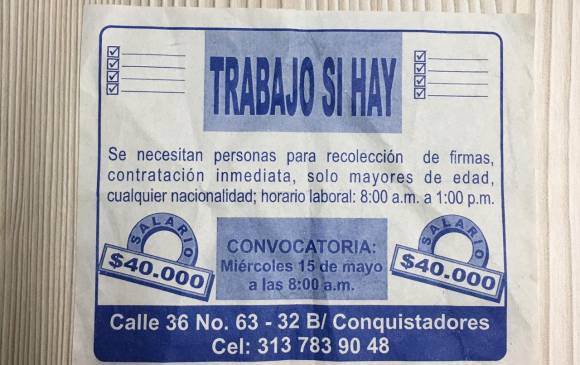 TRABAJO SI HAY
Se necesitan personas para recolección de firmas,
contratación inmediata, solo mayores de edad,
cualquier nacionalidad; horario laboral: 8:00 a.m. a 1:00 p.m.
SALARIO
$40.000
CONVOCATORIA:
Miércoles 15 de mayo
a las 8:00 a.m.
SALARIO
$40.000
Calle 36 No. 63 - 32 B/ Conquistadores
Cel: 313 783 90 48